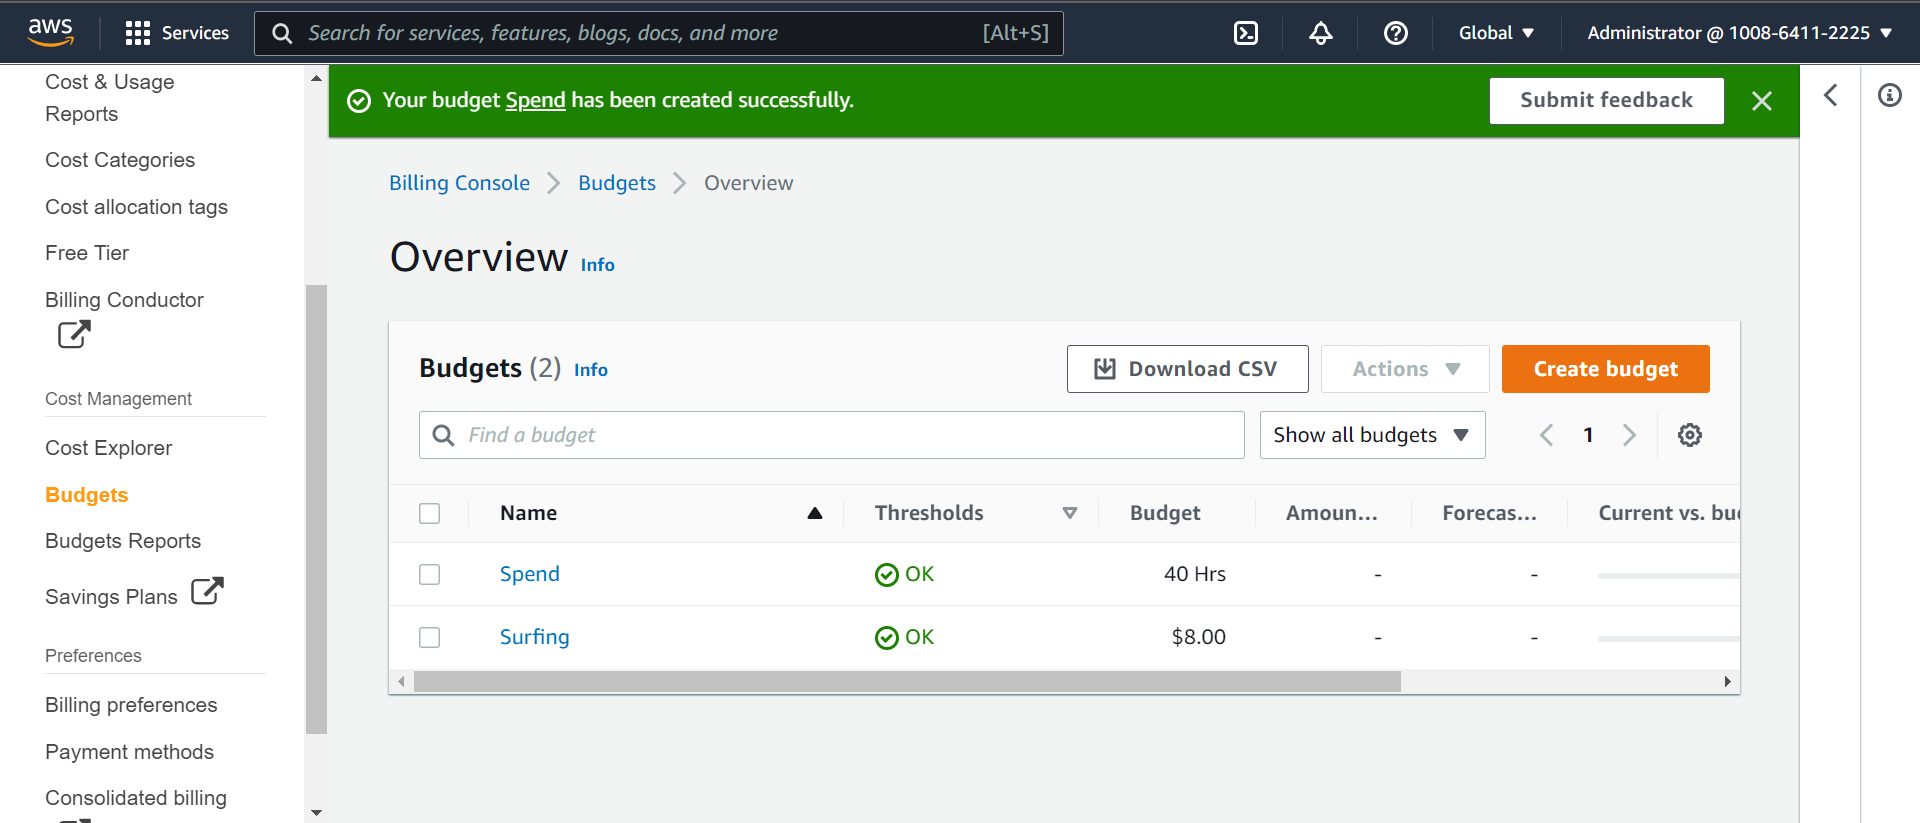 aws Services Search for services, features, blogs, docs, and more [Alt+S] Global Administrator @ 1008-6411-2225
Cost & Usage
Reports
Cost Categories
Cost allocation tags
Free Tier
Billing Conductor
Cost Management
Cost Explorer
Budgets
Budgets Reports
Savings Plans
Preferences
Billing preferences
Payment methods
Consolidated billing
Your budget Spend has been created successfully. Submit feedback
Billing Console Budgets Overview
Overview Info
Budgets (2) Info Download CSV Actions Create budget
Find a budget Show all budgets 1
Name Thresholds Budget Amoun... Forecas... Current vs. bu
Spend OK 40 Hrs - -
Surfing OK $8.00 - -